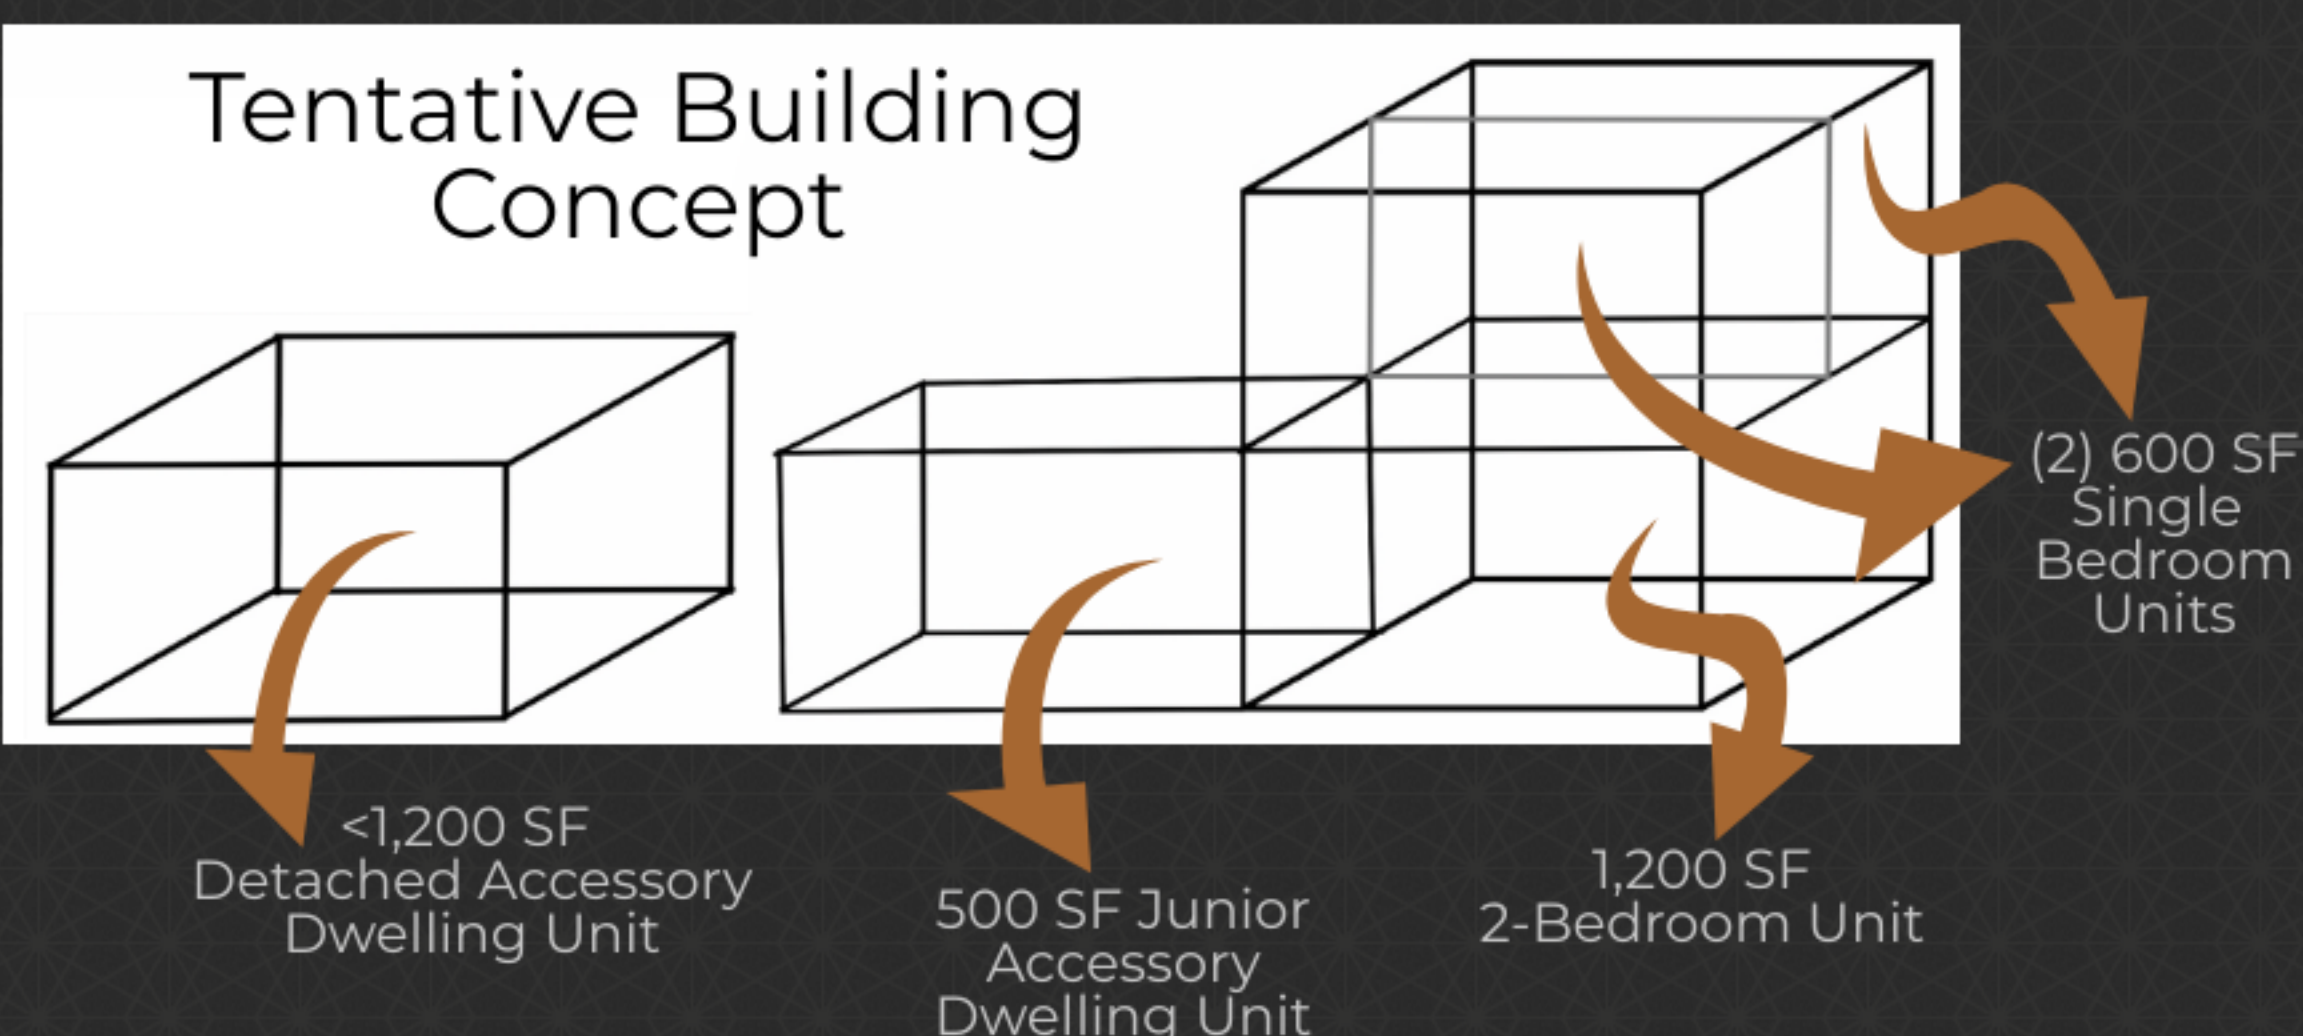 Tentative Building
Concept
(2) 600 SF
Single
Bedroom
Units
<1,200 SF
Detached Accessory
Dwelling Unit
500 SF Junior
Accessory
Dwelling Unit
1,200 SF
2-Bedroom Unit